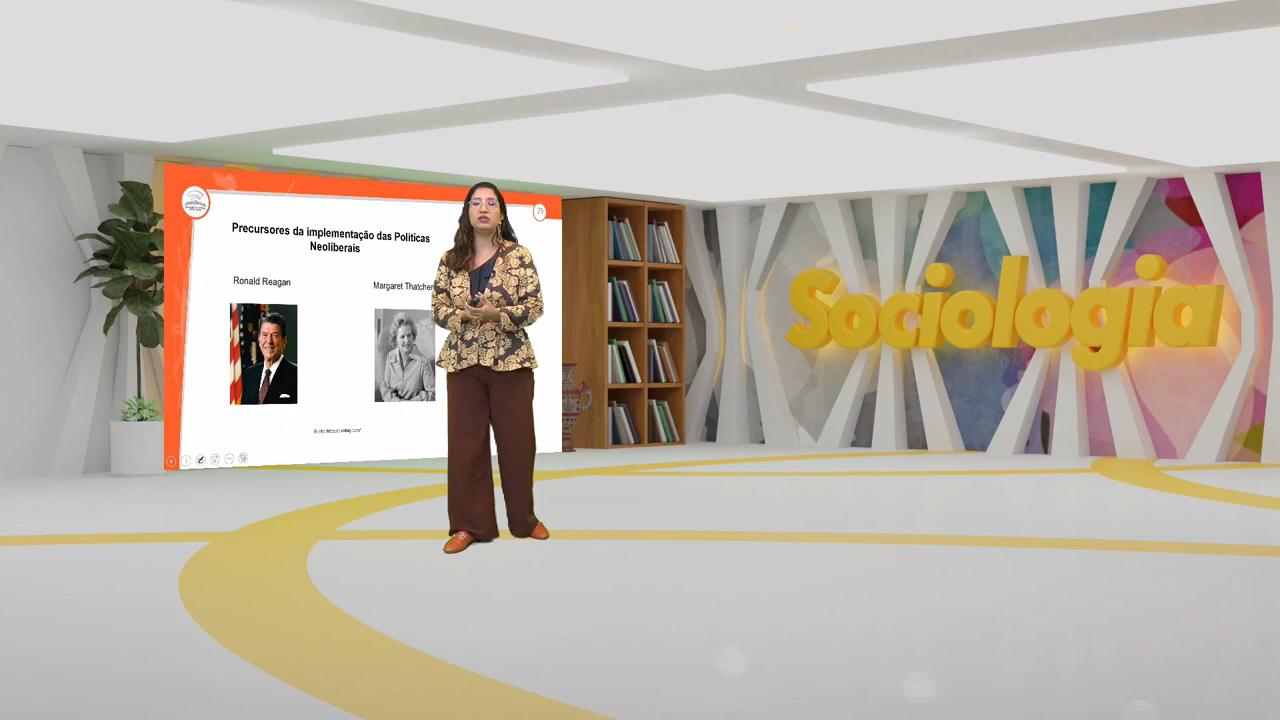 25
Precursores da implementação das Políticas
Neoliberais
Ronald Reagan
Margaret Thatcher
Sociologia